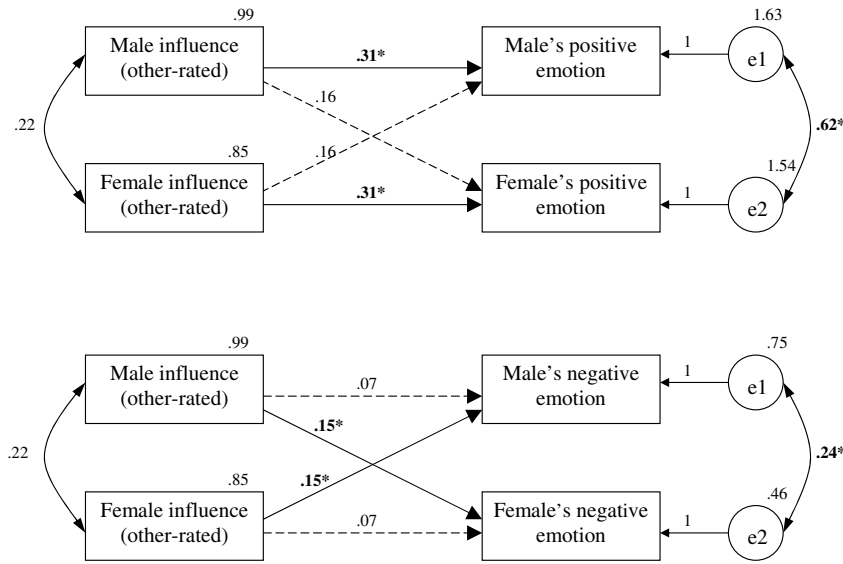 .99
1.63
Male influence
(other-rated)
.31*
Male's positive
emotion
1
e1
.16
.22
.62*
.16
.85
1.54
Female influence
(other-rated)
.31*
Female's positive
emotion
1
e2
.99
.75
Male influence
(other-rated)
.07
Male's negative
emotion
1
e1
.15*
.22
.24*
.15*
.85
.46
Female influence
(other-rated)
.07
Female's negative
emotion
1
e2